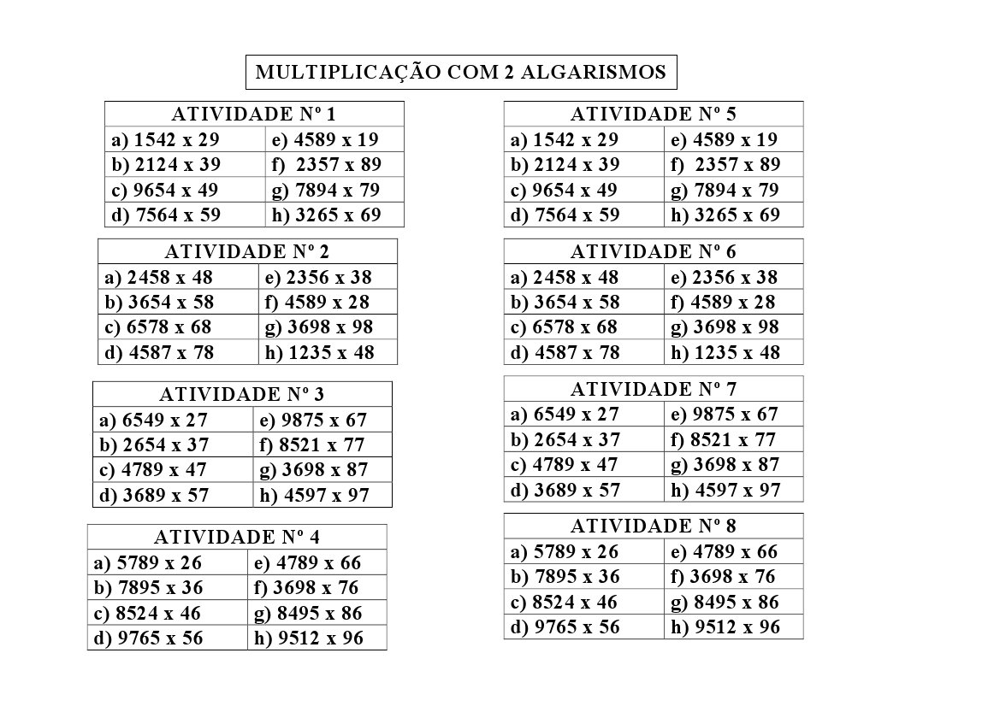 MULTIPLICAÇÃO COM 2 ALGARISMOS
ATIVIDADE Nº 1
a) 1542 x 29 e) 4589 x 19
b) 2124 x 39 f) 2357 x 89
c) 9654 x 49 g) 7894 x 79
d) 7564 x 59 h) 3265 x 69
ATIVIDADE Nº 2
a) 2458 x 48 e) 2356 x 38
b) 3654 x 58 f) 4589 x 28
c) 6578 x 68 g) 3698 x 98
d) 4587 x 78 h) 1235 x 48
ATIVIDADE Nº 3
a) 6549 x 27 e) 9875 x 67
b) 2654 x 37 f) 8521 x 77
c) 4789 x 47 g) 3698 x 87
d) 3689 x 57 h) 4597 x 97
ATIVIDADE Nº 4
a) 5789 x 26 e) 4789 x 66
b) 7895 x 36 f) 3698 x 76
c) 8524 x 46 g) 8495 x 86
d) 9765 x 56 h) 9512 x 96
ATIVIDADE Nº 5
a) 1542 x 29 e) 4589 x 19
b) 2124 x 39 f) 2357 x 89
c) 9654 x 49 g) 7894 x 79
d) 7564 x 59 h) 3265 x 69
ATIVIDADE Nº 6
a) 2458 x 48 e) 2356 x 38
b) 3654 x 58 f) 4589 x 28
c) 6578 x 68 g) 3698 x 98
d) 4587 x 78 h) 1235 x 48
ATIVIDADE Nº 7
a) 6549 x 27 e) 9875 x 67
b) 2654 x 37 f) 8521 x 77
c) 4789 x 47 g) 3698 x 87
d) 3689 x 57 h) 4597 x 97
ATIVIDADE Nº 8
a) 5789 x 26 e) 4789 x 66
b) 7895 x 36 f) 3698 x 76
c) 8524 x 46 g) 8495 x 86
d) 9765 x 56 h) 9512 x 96